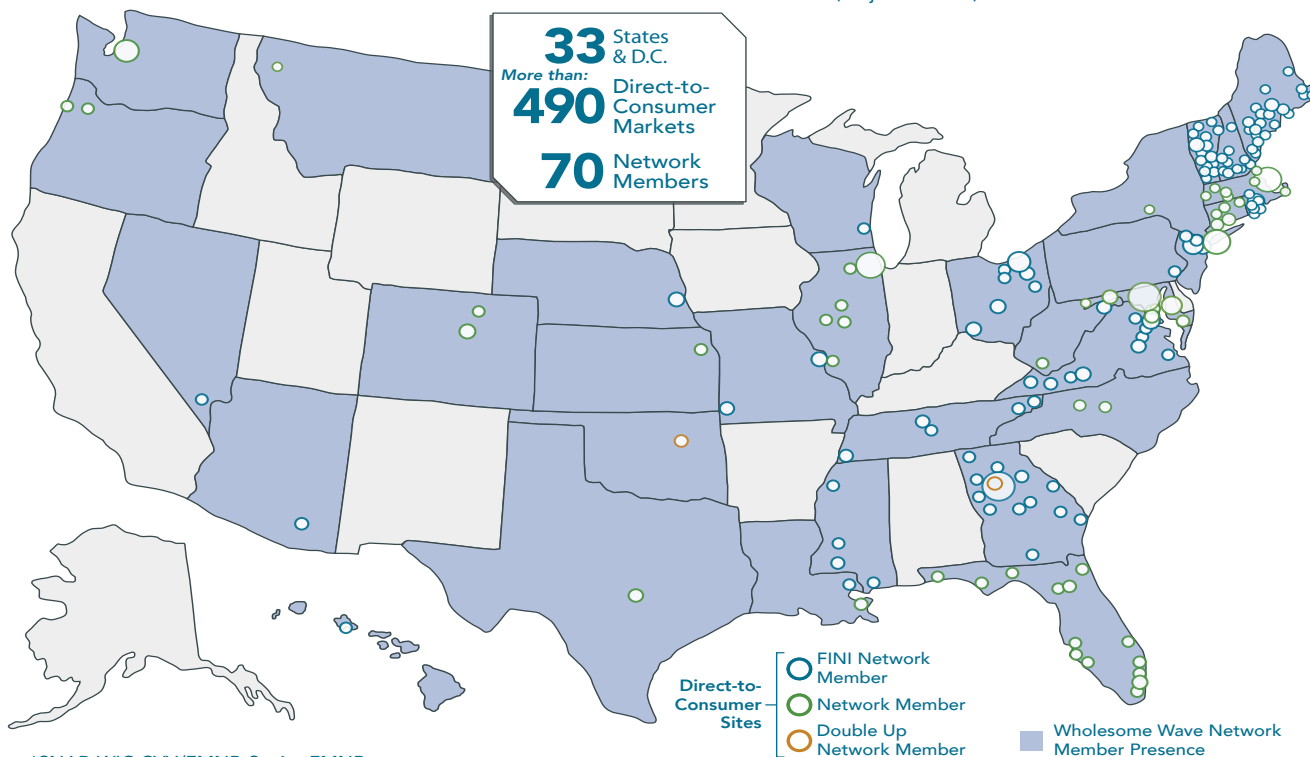 33 States
& D.C.
More than:
490 Direct-to-
Consumer
Markets
70 Network
Members
Direct-to-
Consumer
Sites
FINI Network
Member
Network Member
Double Up
Network Member
Wholesome Wave Network
Member Presence